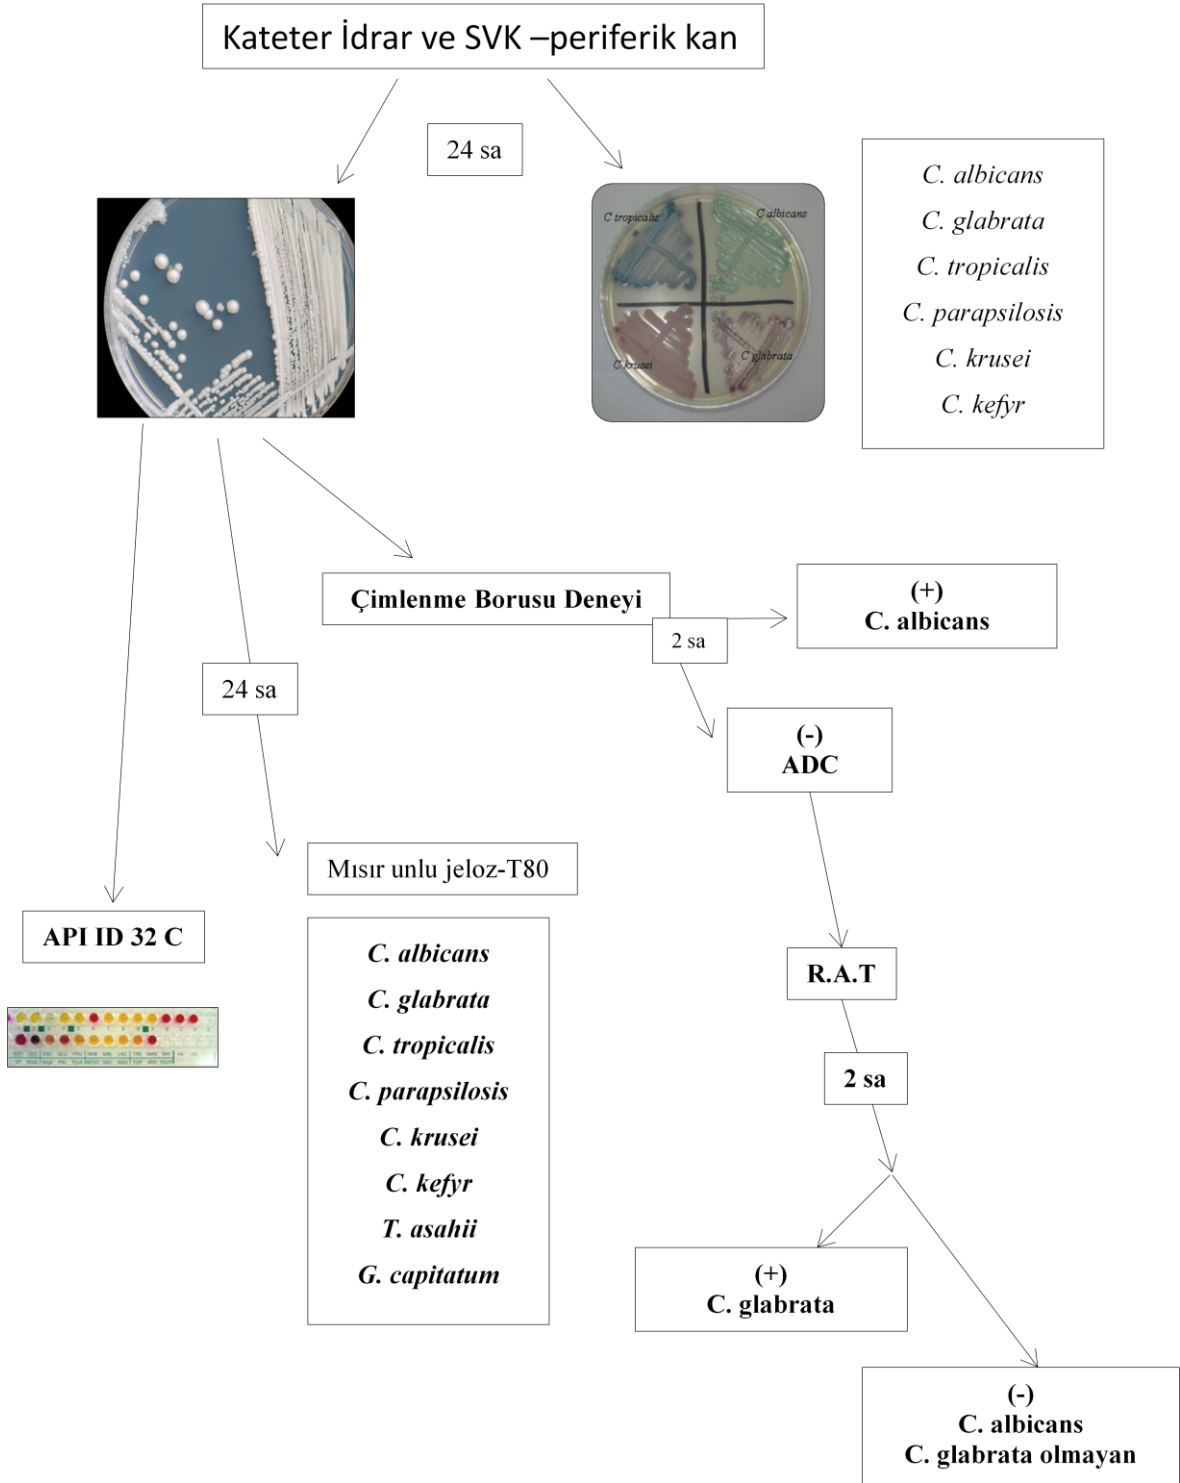 Kateter İdrar ve SVK –periferik kan
24 sa
C tropicalis
C albicans
C krusei
C glabrata
C. albicans
C. glabrata
C. tropicalis
C. parapsilosis
C. krusei
C. kefyr
Çimlenme Borusu Deneyi
2 sa
(+)
C. albicans
(-)
ADC
24 sa
Mısır unlu jeloz-T80
API ID 32 C
C. albicans
C. glabrata
C. tropicalis
C. parapsilosis
C. krusei
C. kefyr
T. asahii
G. capitatum
R.A.T
2 sa
(+)
C. glabrata
(-)
C. albicans
C. glabrata olmayan